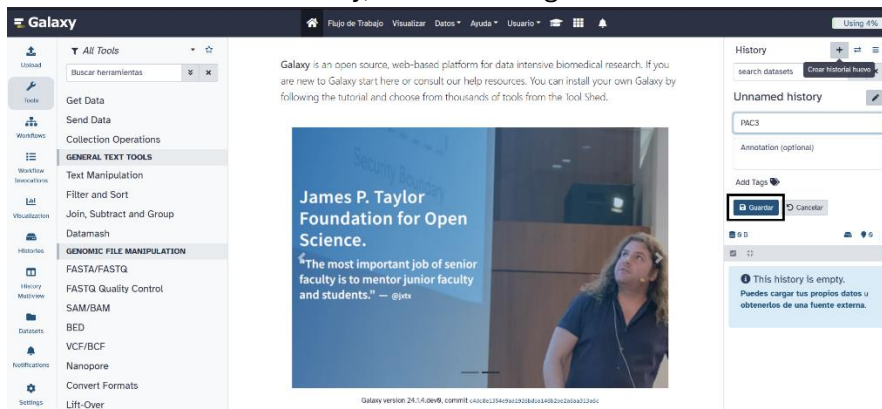 Galaxy
Flujo de Trabajo Visualizar Datos Ayuda Usuario
Using 4%
Upload
Tools
Workflows
Workflow Invocations
Visualization
Histories
History Multiview
Datasets
Notifications
Settings
All Tools
Buscar herramientas
Get Data
Send Data
Collection Operations
GENERAL TEXT TOOLS
Text Manipulation
Filter and Sort
Join, Subtract and Group
Datamash
GENOMIC FILE MANIPULATION
FASTA/FASTQ
FASTQ Quality Control
SAM/BAM
BED
VCF/BCF
Nanopore
Convert Formats
Lift-Over
Galaxy is an open source, web-based platform for data intensive biomedical research. If you
are new to Galaxy start here or consult our help resources. You can install your own Galaxy by
following the tutorial and choose from thousands of tools from the Tool Shed.
Security Boundary
James P. Taylor
Foundation for Open
Science.
"The most important job of senior
faculty is to mentor junior faculty
and students." — @jxtx
Galaxy version 24.1.4.dev0, commit
History
search datasets
Crear historial nuevo
Unnamed history
PAC3
Annotation (optional)
Add Tags
Guardar Cancelar
0 B
0
This history is empty.
Puedes cargar tus propios datos u
obtenerlos de una fuente externa.